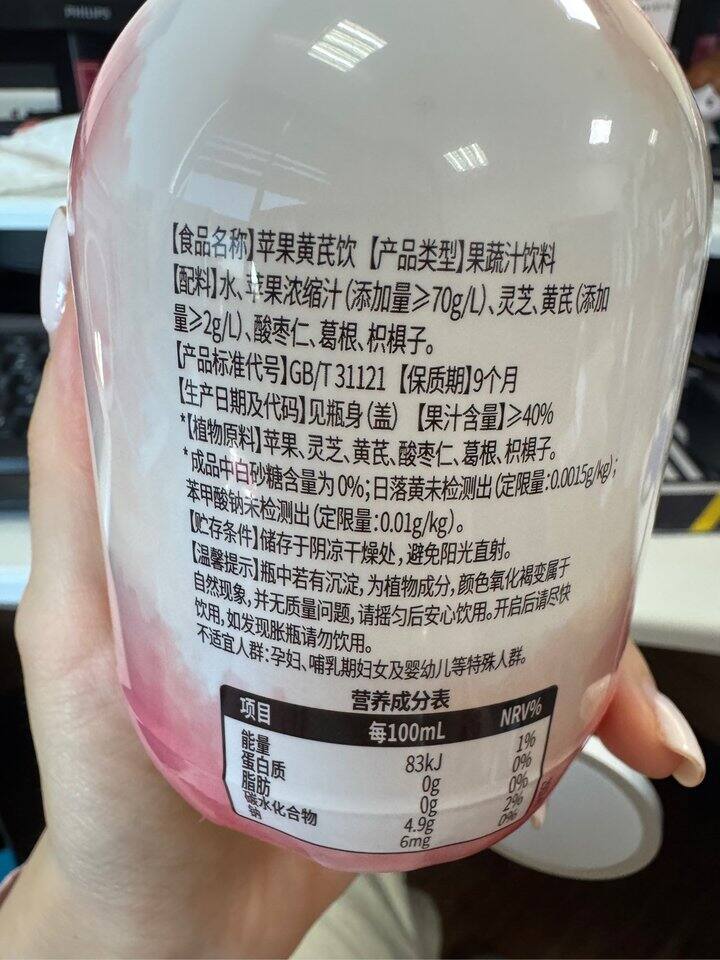 PHILIPS
【食品名称】苹果黄芪饮 【产品类型】果蔬汁饮料
【配料】水、苹果浓缩汁(添加量≥70g/L)、灵芝、黄芪(添加
量≥2g/L)、酸枣仁、葛根、枳椇子。
【产品标准代号】GB/T 31121 【保质期】9个月
【生产日期及代码】见瓶身(盖) 【果汁含量】≥40%
*【植物原料】苹果、灵芝、黄芪、酸枣仁、葛根、枳椇子。
*成品中白砂糖含量为0%;日落黄未检测出(定限量:0.0015g/kg);
苯甲酸钠未检测出(定限量:0.01g/kg)。
【贮存条件】储存于阴凉干燥处,避免阳光直射。
【温馨提示】瓶中若有沉淀,为植物成分,颜色氧化褐变属于
自然现象,并无质量问题,请摇匀后安心饮用。开启后请尽快
饮用,如发现胀瓶请勿饮用。
不适宜人群:孕妇、哺乳期妇女及婴幼儿等特殊人群。
营养成分表
项目 每100mL NRV%
能量 83kJ 1%
蛋白质 0g 0%
脂肪 0g 0%
碳水化合物 4.9g 2%
钠 6mg 0%